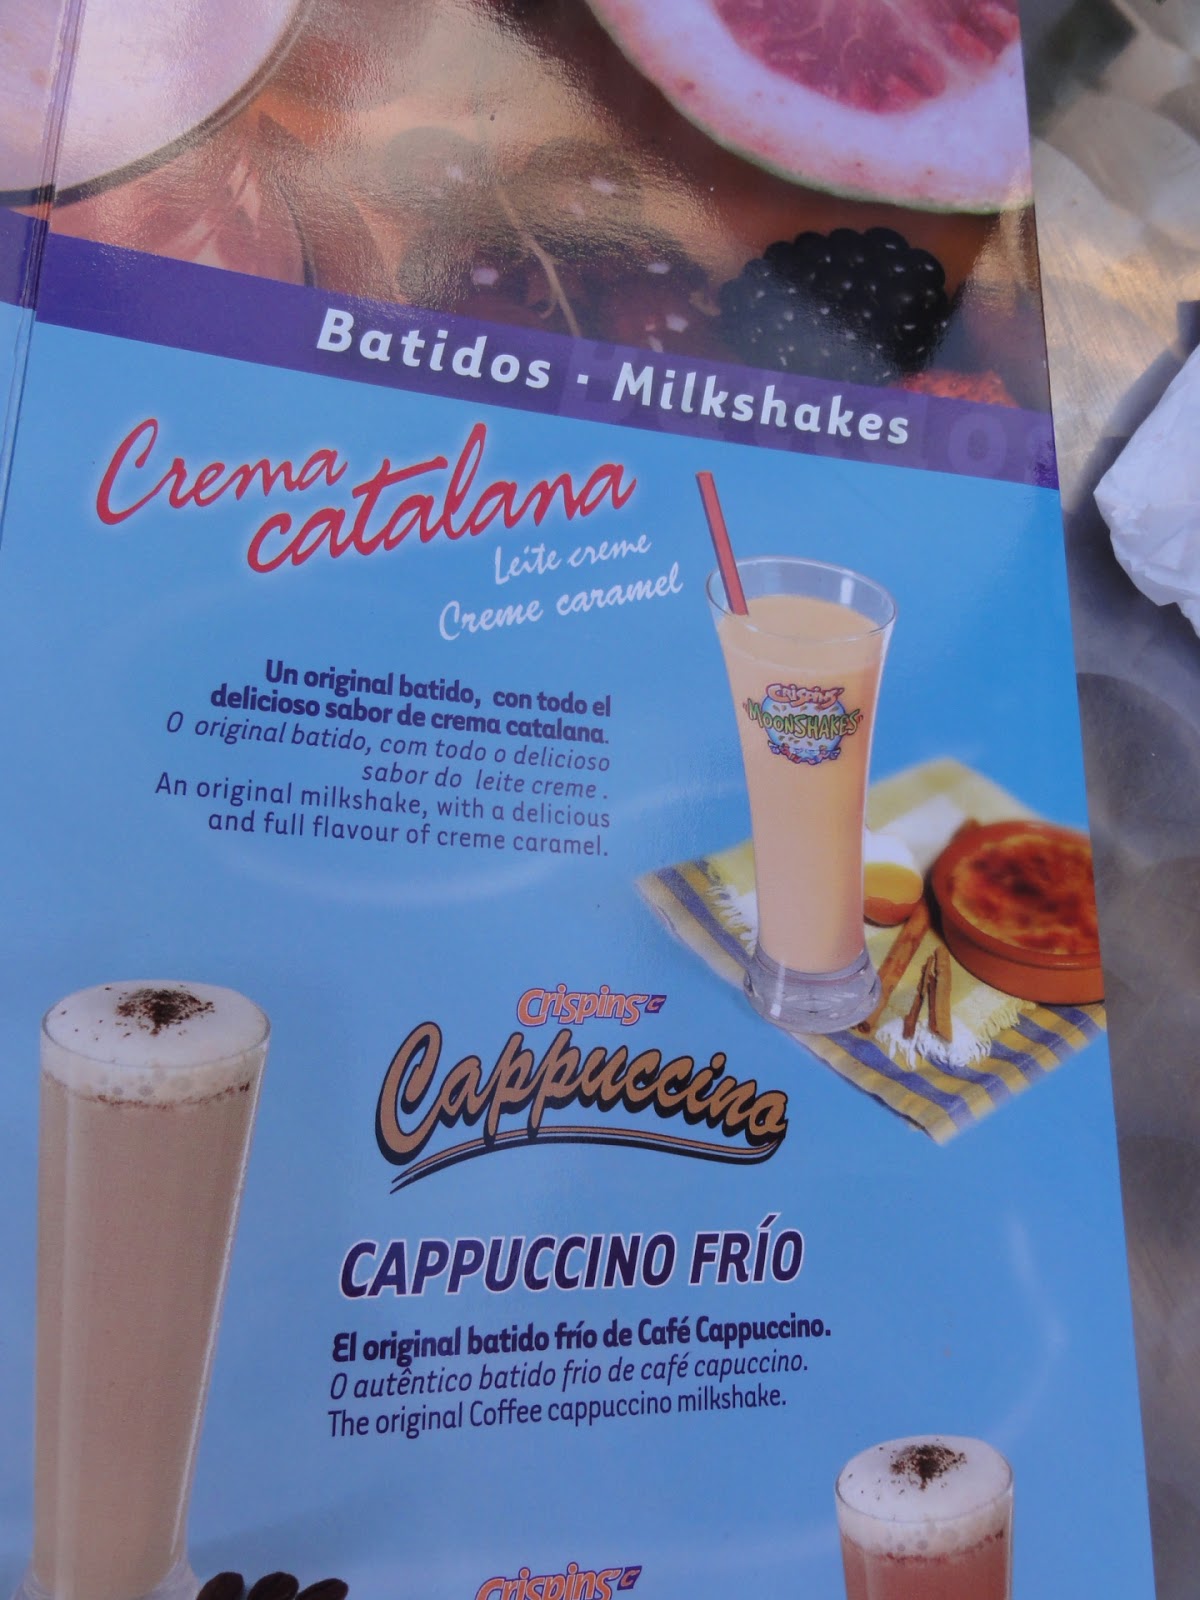 Batidos · Milkshakes
Crema
catalana
Leite creme
Creme caramel
CRISPINS
MOONSHAKES
Un original batido, con todo el
delicioso sabor de crema catalana.
O original batido, com todo o delicioso
sabor do leite creme.
An original milkshake, with a delicious
and full flavour of creme caramel.
Crispins C
Cappuccino
CAPPUCCINO FRÍO
El original batido frío de Café Cappuccino.
O autêntico batido frio de café capuccino.
The original Coffee cappuccino milkshake.
Crispins C